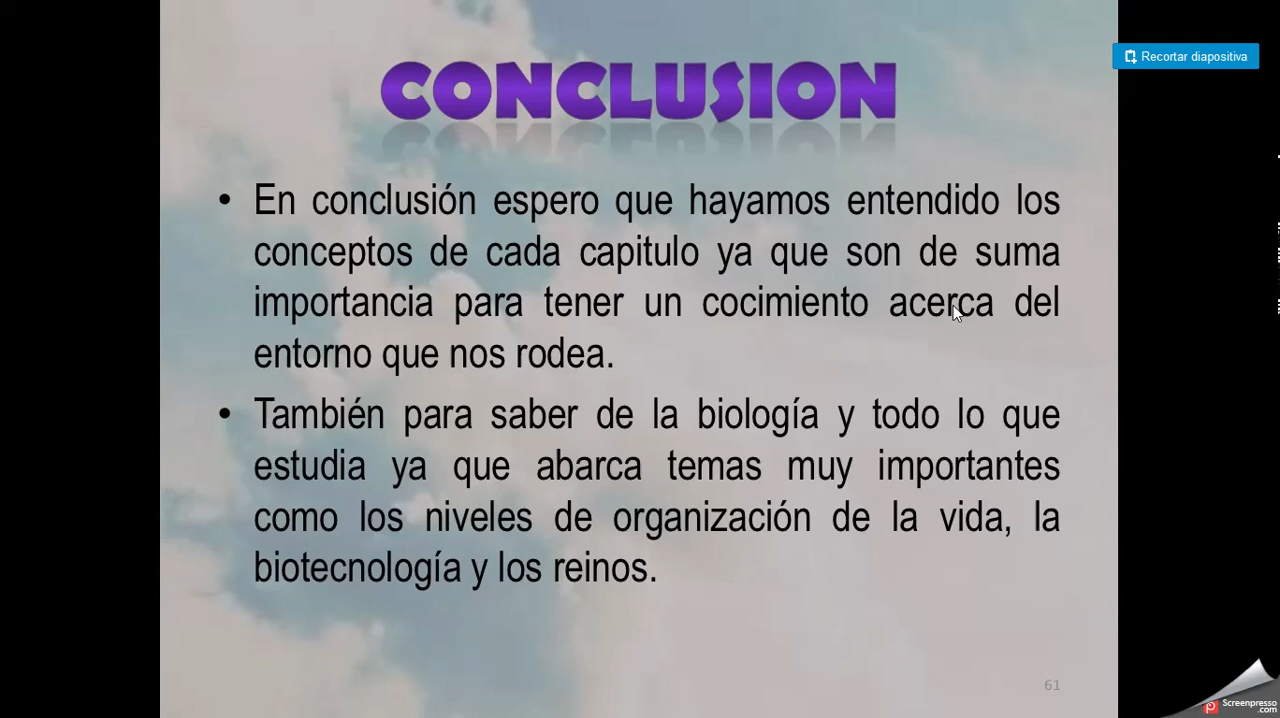 Recortar diapositiva
CONCLUSION
• En conclusión espero que hayamos entendido los
conceptos de cada capitulo ya que son de suma
importancia para tener un cocimiento acerca del
entorno que nos rodea.
• También para saber de la biología y todo lo que
estudia ya que abarca temas muy importantes
como los niveles de organización de la vida, la
biotecnología y los reinos.
61
Screenpresso
.com